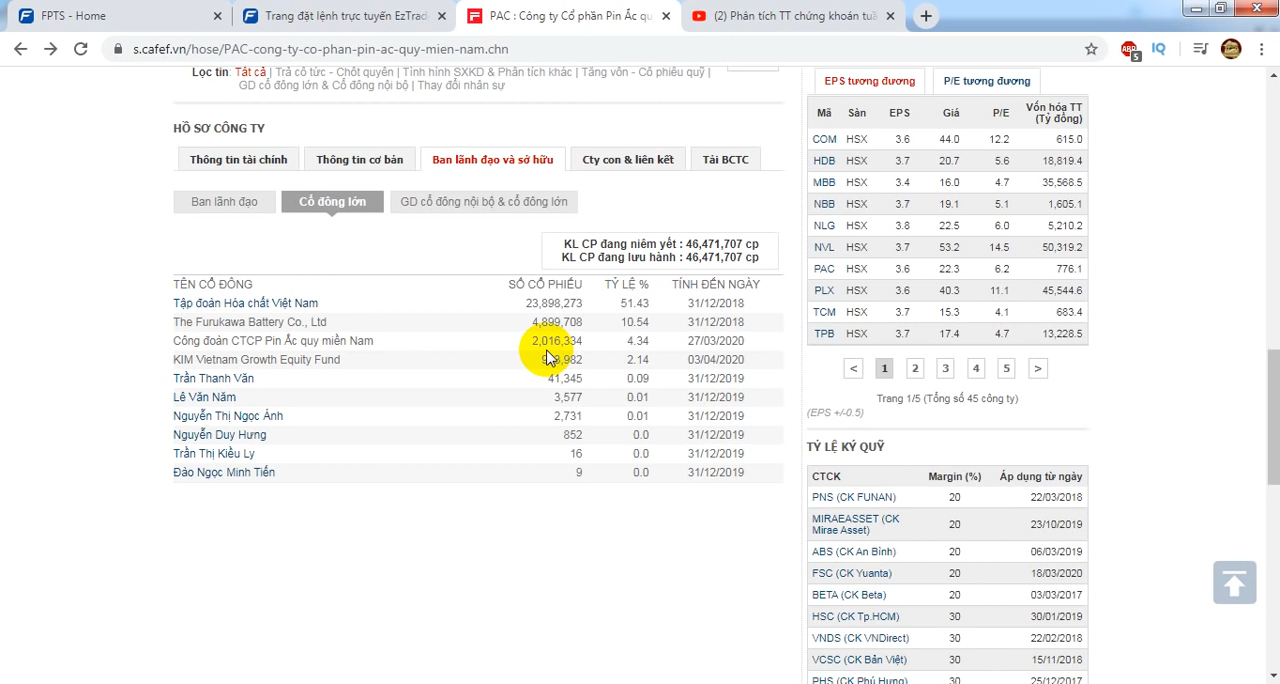 FPTS - Home
Trang đặt lệnh trực tuyến EzTrad
PAC : Công ty Cổ phần Pin Ắc qu
(2) Phân tích TT chứng khoán tuầ
s.cafef.vn/hose/PAC-cong-ty-co-phan-pin-ac-quy-mien-nam.chn
ABP
5
IQ
Lọc tin: Tất cả | Trả cổ tức - Chốt quyền | Tình hình SXKD & Phân tích khác | Tăng vốn - Cổ phiếu quỹ |
GD cổ đông lớn & Cổ đông nội bộ | Thay đổi nhân sự
HỒ SƠ CÔNG TY
Thông tin tài chính
Thông tin cơ bản
Ban lãnh đạo và sở hữu
Cty con & liên kết
Tải BCTC
Ban lãnh đạo
Cổ đông lớn
GD cổ đông nội bộ & cổ đông lớn
KL CP đang niêm yết : 46,471,707 cp
KL CP đang lưu hành : 46,471,707 cp
TÊN CỔ ĐÔNG SỐ CỔ PHIẾU TỶ LỆ % TÍNH ĐẾN NGÀY
Tập đoàn Hóa chất Việt Nam 23,898,273 51.43 31/12/2018
The Furukawa Battery Co., Ltd 4,899,708 10.54 31/12/2018
Công đoàn CTCP Pin Ắc quy miền Nam 2,016,334 4.34 27/03/2020
KIM Vietnam Growth Equity Fund 2.14 03/04/2020
Trần Thanh Văn 41,345 0.09 31/12/2019
Lê Văn Năm 3,577 0.01 31/12/2019
Nguyễn Thị Ngọc Ánh 2,731 0.01 31/12/2019
Nguyễn Duy Hưng 852 0.0 31/12/2019
Trần Thị Kiều Ly 16 0.0 31/12/2019
Đào Ngọc Minh Tiến 9 0.0 31/12/2019
EPS tương đương
P/E tương đương
Mã Sàn EPS Giá P/E Vốn hóa TT
(Tỷ đồng)
COM HSX 3.6 44.0 12.2 615.0
HDB HSX 3.7 20.7 5.6 18,819.4
MBB HSX 3.4 16.0 4.7 35,568.5
NBB HSX 3.7 19.1 5.1 1,605.1
NLG HSX 3.8 22.5 6.0 5,210.2
NVL HSX 3.7 53.2 14.5 50,319.2
PAC HSX 3.6 22.3 6.2 776.1
PLX HSX 3.6 40.3 11.1 45,544.6
TCM HSX 3.7 15.3 4.1 683.4
TPB HSX 3.7 17.4 4.7 13,228.5
< 1 2 3 4 5 >
Trang 1/5 (Tổng số 45 công ty)
(EPS +/-0.5)
TỶ LỆ KÝ QUỸ
CTCK Margin (%) Áp dụng từ ngày
PNS (CK FUNAN) 20 22/03/2018
MIRAEASSET (CK
Mirae Asset) 20 23/10/2019
ABS (CK An Bình) 20 06/03/2019
FSC (CK Yuanta) 20 18/03/2020
BETA (CK Beta) 20 03/03/2017
HSC (CK Tp.HCM) 30 30/01/2019
VNDS (CK VNDirect) 30 22/02/2018
VCSC (CK Bản Việt) 30 15/11/2018
PHS (CK Phú Hưng) 30 25/12/2017